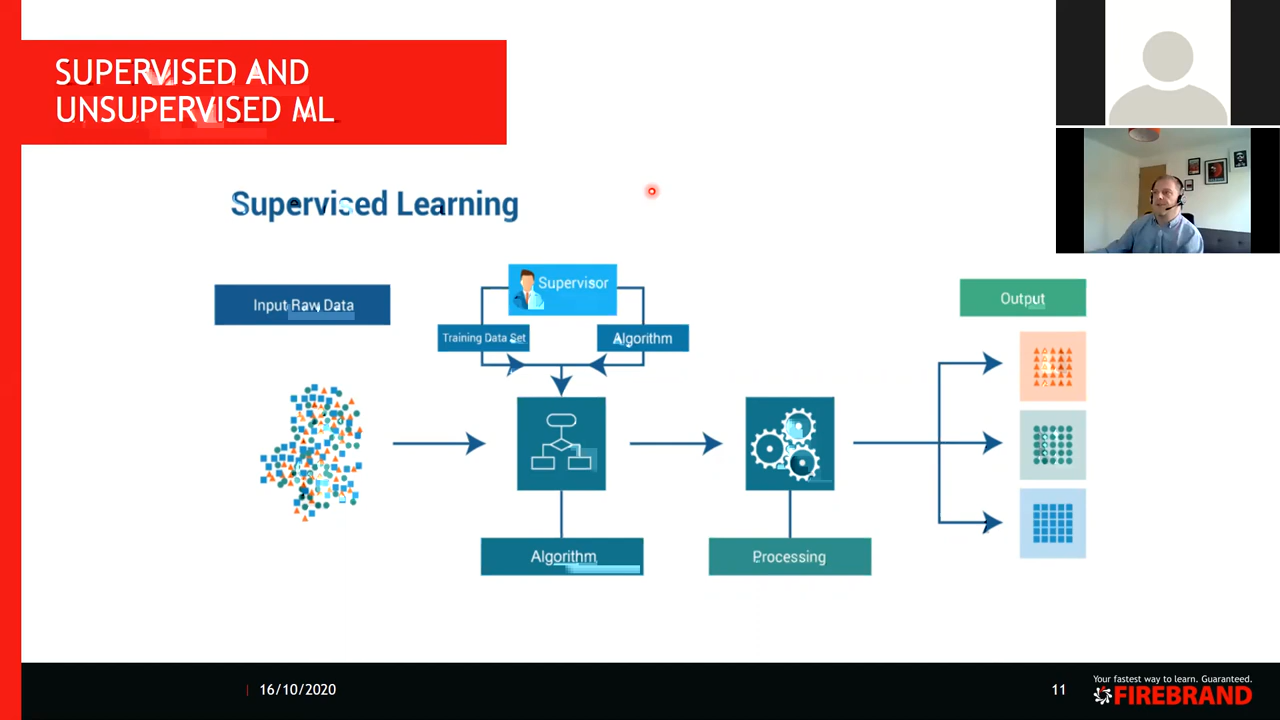 SUPERVISED AND
UNSUPERVISED ML
Supervised Learning
Input Raw Data
Supervisor
Training Data Set
Algorithm
Output
Algorithm
Processing
16/10/2020
11
Your fastest way to learn. Guaranteed.
FIREBRAND